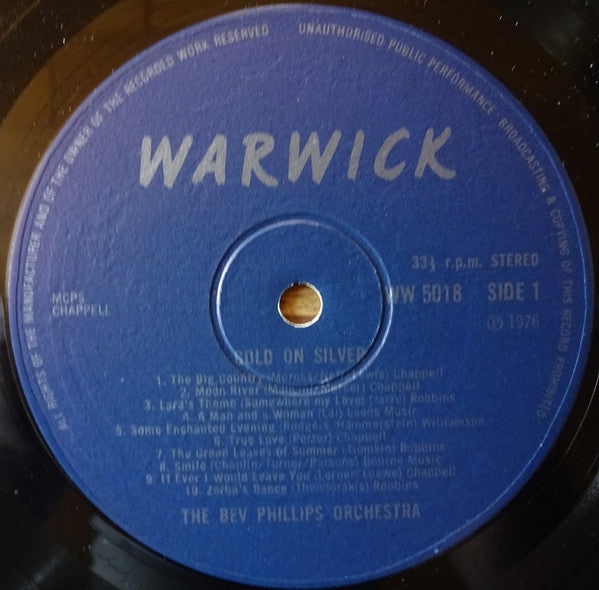 ALL RIGHTS OF THE MANUFACTURER AND OF THE OWNER OF THE RECORDED WORK RESERVED
UNAUTHORISED PUBLIC PERFORMANCE BROADCASTING & COPYING OF THIS RECORD PROHIBITED
WARWICK
33⅓ r.p.m. STEREO
MCPS
CHAPPELL
WW 5018 SIDE 1
Ⓟ 1976
GOLD ON SILVER
1. The Big Country Chappell
2. Moon River Chappell
3. Lara's Theme (Somewhere my Love) (Jarre) Robbins
4. A Man and a Woman (Lai) Leeds Music
5. Some Enchanted Evening (Rodgers/Hammerstein) Williamson
6. True Love (Porter) Chappell
7. The Green Leaves of Summer (Tiomkin) Robbins
8. Smile (Chaplin/Turner/Parsons) Bourne Music
9. If Ever I Would Leave You (Lerner/Loewe) Chappell
10. Zorba's Dance (Theodorakis) Robbins
THE BEV PHILLIPS ORCHESTRA